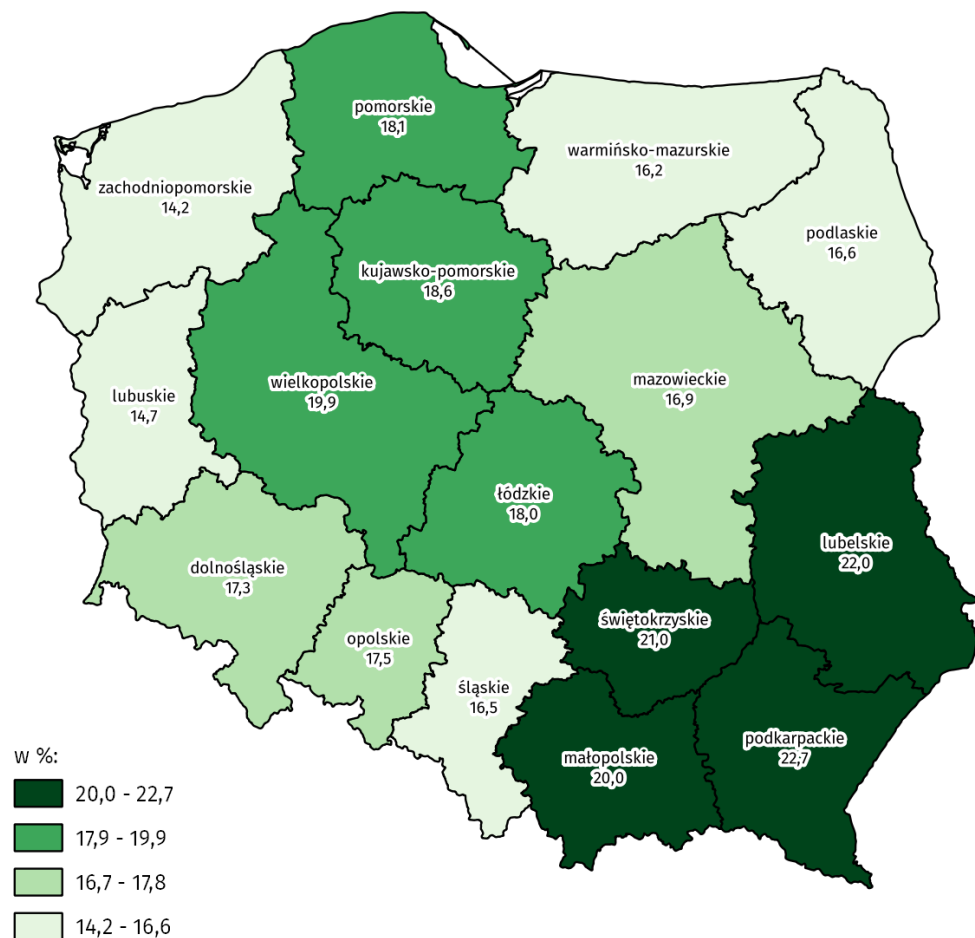 pomorskie
18,1
warmińsko-mazurskie
16,2
zachodniopomorskie
14,2
podlaskie
16,6
kujawsko-pomorskie
18,6
wielkopolskie
19,9
mazowieckie
16,9
lubuskie
14,7
łódzkie
18,0
lubelskie
22,0
dolnośląskie
17,3
świętokrzyskie
21,0
opolskie
17,5
śląskie
16,5
podkarpackie
22,7
małopolskie
20,0
w %:
20,0 - 22,7
17,9 - 19,9
16,7 - 17,8
14,2 - 16,6